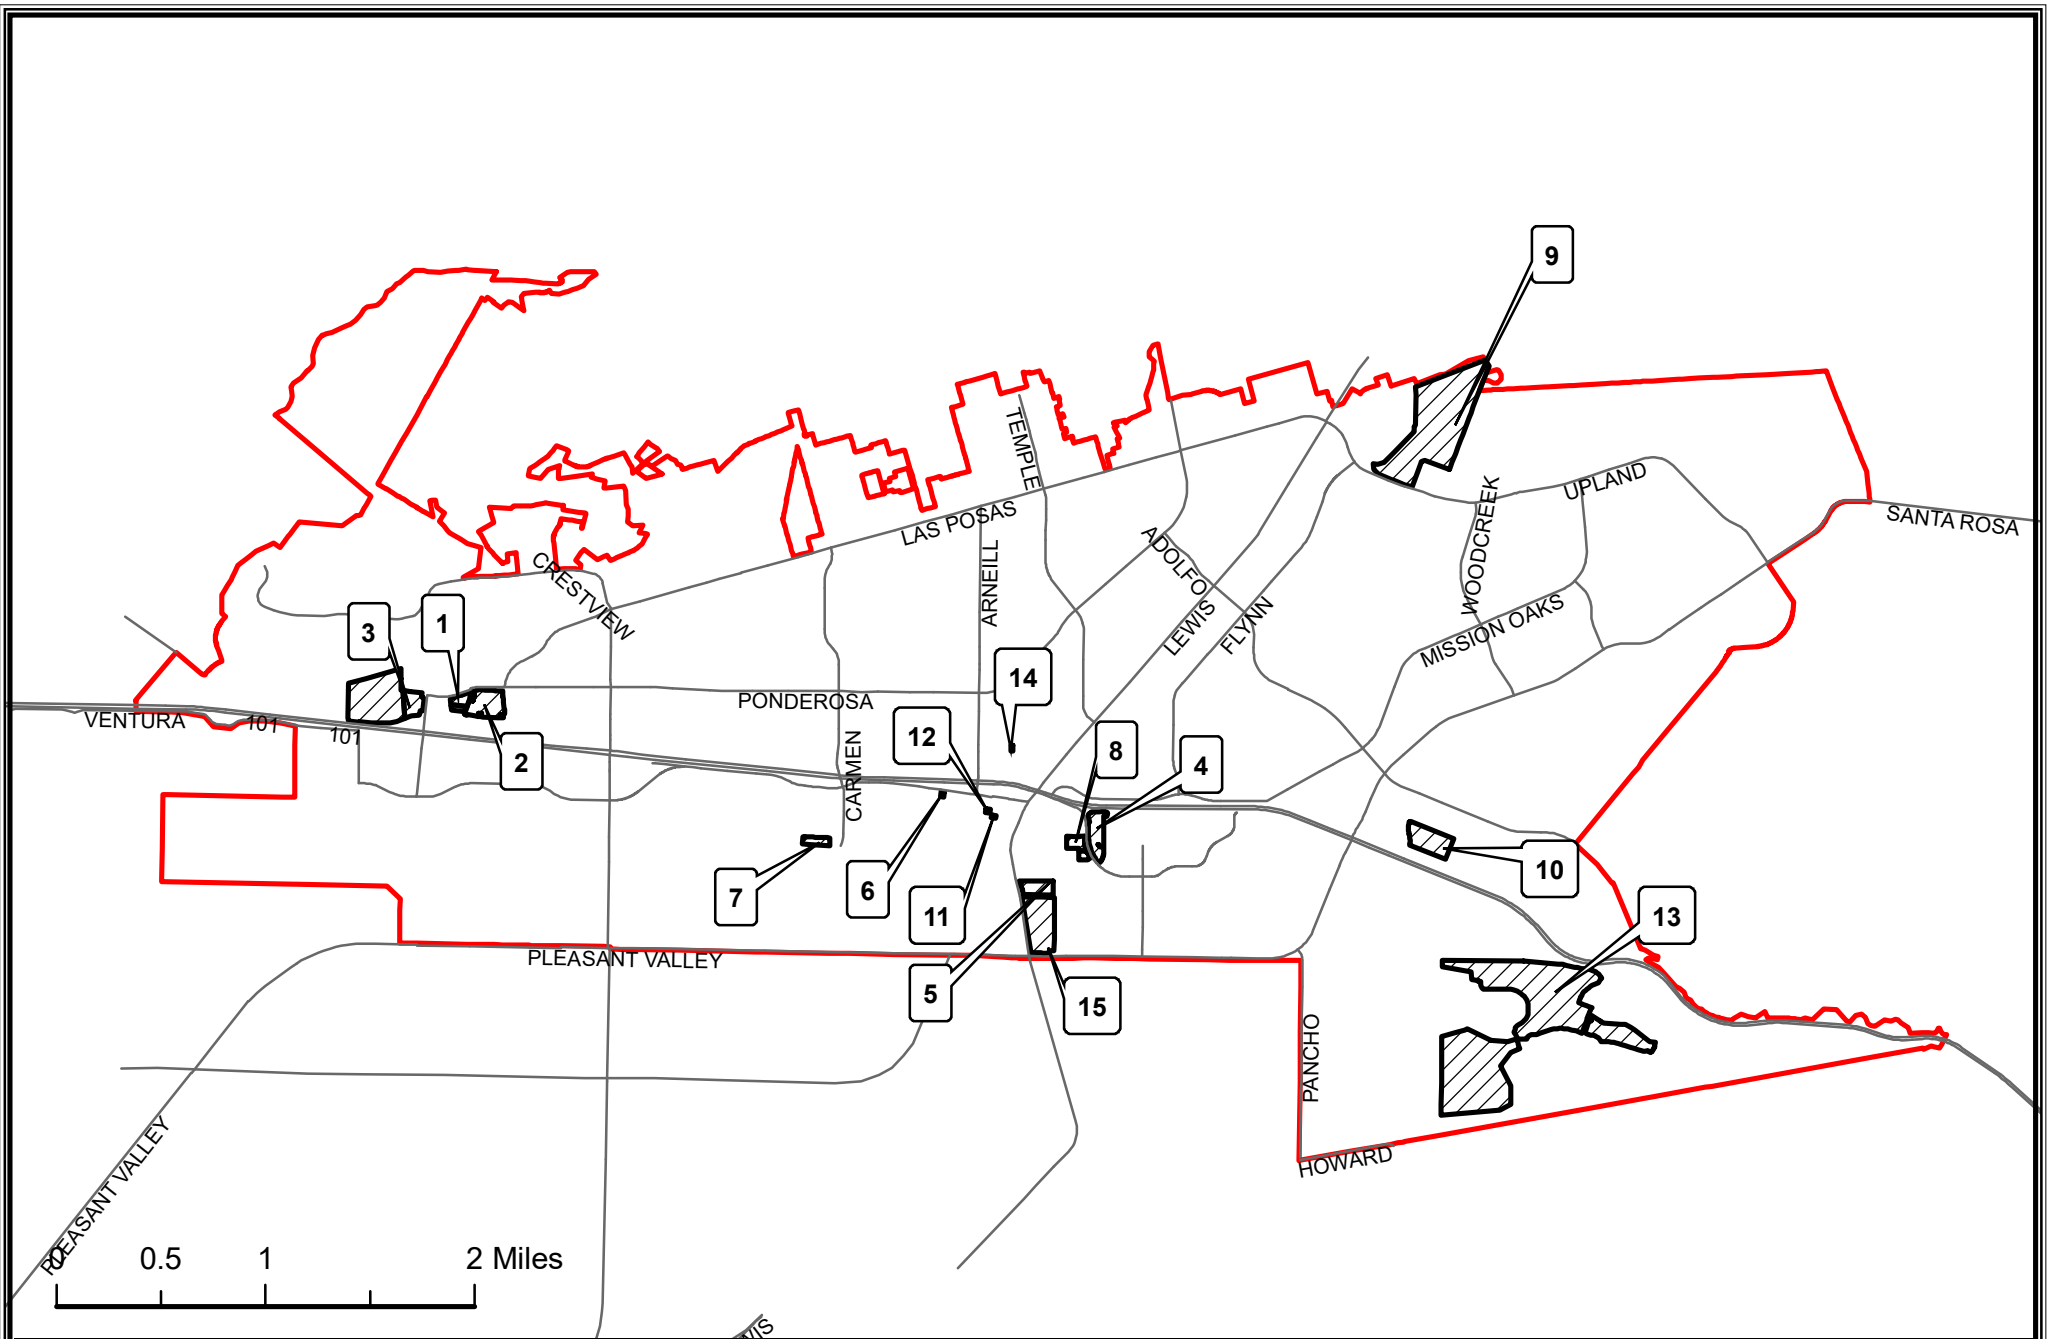 9
TEMPLE
LAS POSAS
UPLAND
WOODCREEK
SANTA ROSA
ADOLFO
ARNEILL
CRESTVIEW
LEWIS
FLYNN
MISSION OAKS
3
1
14
PONDEROSA
VENTURA
101
101
12
8
4
2
CARMEN
10
7
6
11
13
PLEASANT VALLEY
5
15
PANCHO
HOWARD
PLEASANT VALLEY
0
0.5
1
2 Miles